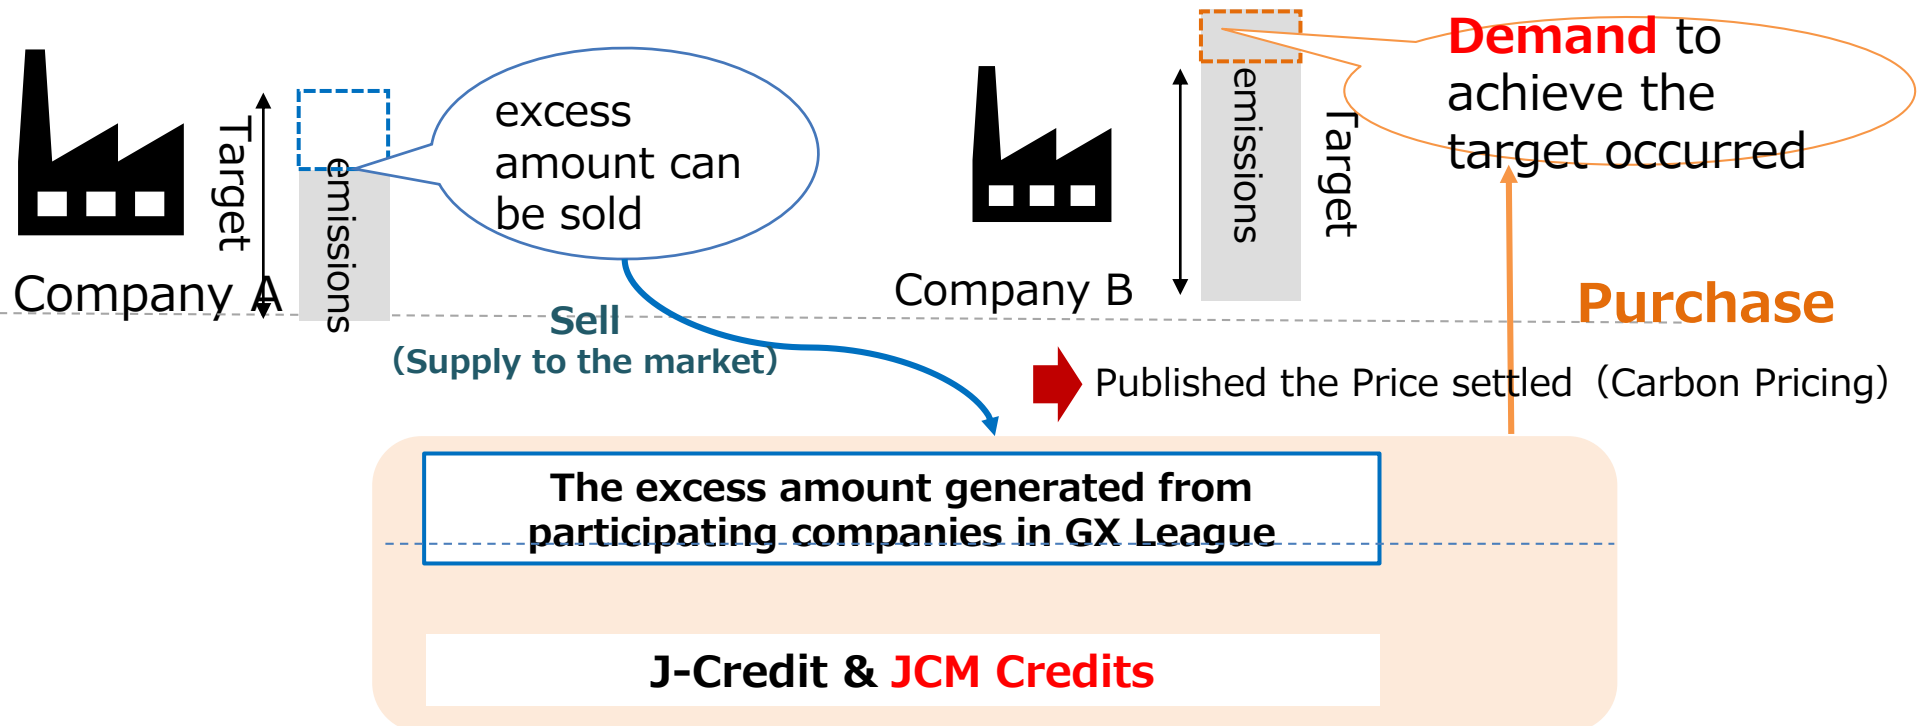 Target
emissions
Company A
excess
amount can
be sold
Company B
emissions
Target
Demand to
achieve the
target occurred
Sell
（Supply to the market）
Purchase
Published the Price settled（Carbon Pricing）
The excess amount generated from
participating companies in GX League
J-Credit & JCM Credits